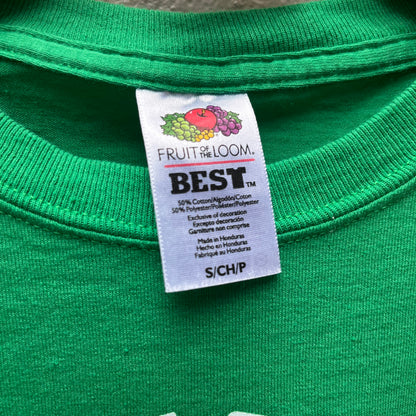 FRUIT OF THE LOOM®
BEST™
50% Cotton/Algodón/Coton
50% Polyester/Poliéster/Polyester
Exclusive of decoration
Excepto decoración
Garniture non comprise
Made in Honduras
Hecho en Honduras
Fabriqué au Honduras
S/CH/P